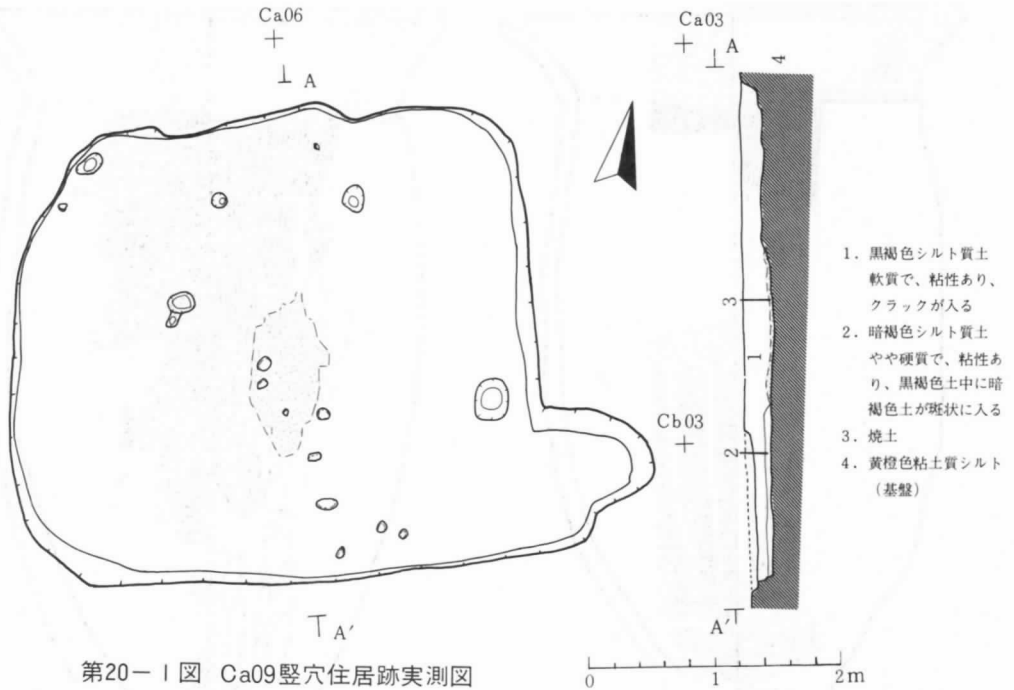 Ca06
A
Ca03
A
4
1. 黒褐色シルト質土
軟質で、粘性あり、
クラックが入る
2. 暗褐色シルト質土
やや硬質で、粘性あ
り、黒褐色土中に暗
褐色土が斑状に入る
3. 焼土
4. 黄橙色粘土質シルト
(基盤)
3
1
Cb03
2
A'
A'
第20-1図 Ca09竪穴住居跡実測図
0 1 2m